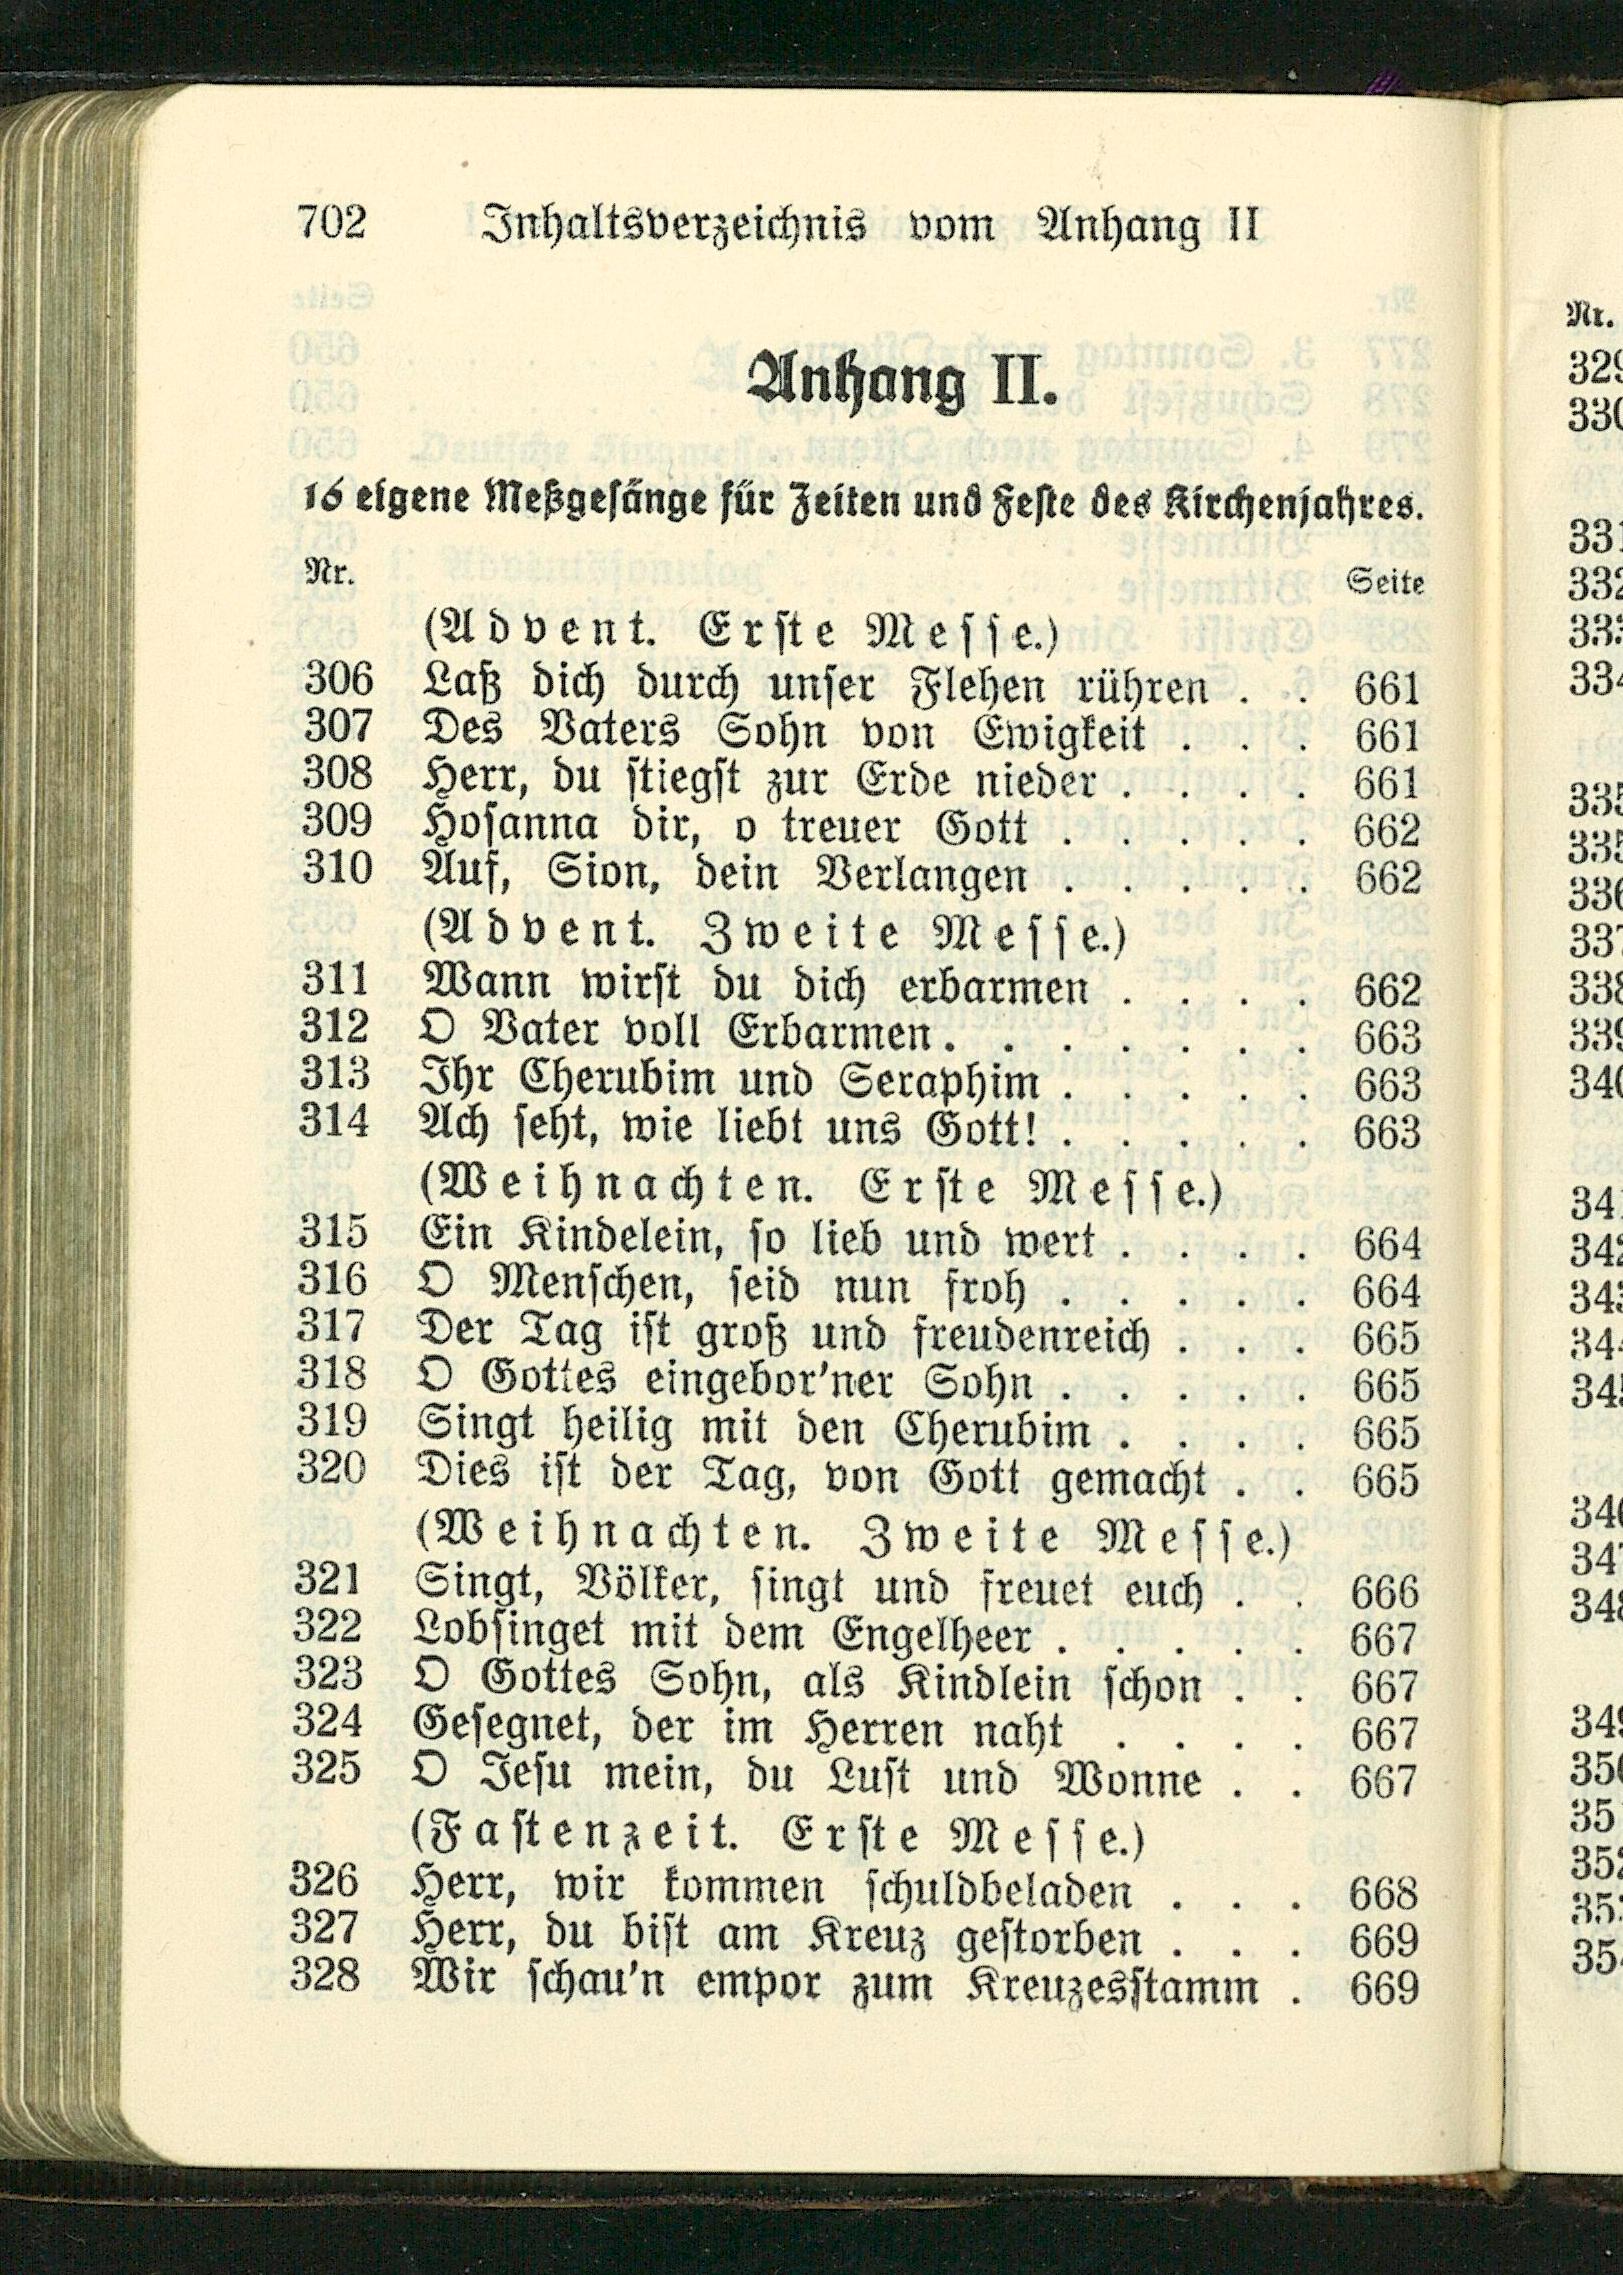 702 Inhaltsverzeichnis vom Anhang II
Anhang II.
16 eigene Meßgesänge für Zeiten und Feste des Kirchenjahres.
Nr. Seite
(Advent. Erste Messe.)
306 Laß dich durch unser Flehen rühren . . 661
307 Des Vaters Sohn von Ewigkeit . . . 661
308 Herr, du stiegst zur Erde nieder . . . . 661
309 Hosanna dir, o treuer Gott . . . . . 662
310 Auf, Sion, dein Verlangen . . . . . 662
(Advent. Zweite Messe.)
311 Wann wirst du dich erbarmen . . . . 662
312 O Vater voll Erbarmen . . . . . . . 663
313 Ihr Cherubim und Seraphim . . . . . 663
314 Ach seht, wie liebt uns Gott! . . . . . 663
(Weihnachten. Erste Messe.)
315 Ein Kindelein, so lieb und wert . . . . 664
316 O Menschen, seid nun froh . . . . . 664
317 Der Tag ist groß und freudenreich . . . 665
318 O Gottes eingebor'ner Sohn . . . . . 665
319 Singt heilig mit den Cherubim . . . . 665
320 Dies ist der Tag, von Gott gemacht . . 665
(Weihnachten. Zweite Messe.)
321 Singt, Völker, singt und freuet euch . . 666
322 Lobsinget mit dem Engelheer . . . . . 667
323 O Gottes Sohn, als Kindlein schon . . 667
324 Gesegnet, der im Herren naht . . . . 667
325 O Jesu mein, du Lust und Wonne . . 667
(Fastenzeit. Erste Messe.)
326 Herr, wir kommen schuldbeladen . . . 668
327 Herr, du bist am Kreuz gestorben . . . 669
328 Wir schau'n empor zum Kreuzesstamm . 669
Nr.